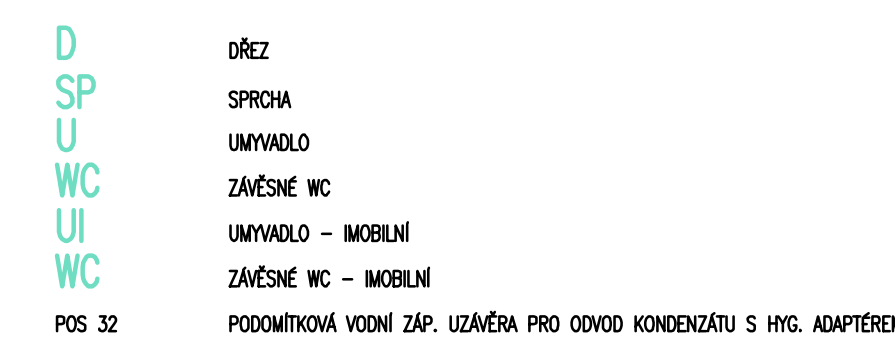 D DŘEZ
SP SPRCHA
U UMYVADLO
WC ZÁVĚSNÉ WC
UI UMYVADLO – IMOBILNÍ
WC ZÁVĚSNÉ WC – IMOBILNÍ
POS 32 PODOMÍTKOVÁ VODNÍ ZÁP. UZÁVĚRA PRO ODVOD KONDENZÁTU S HYG.